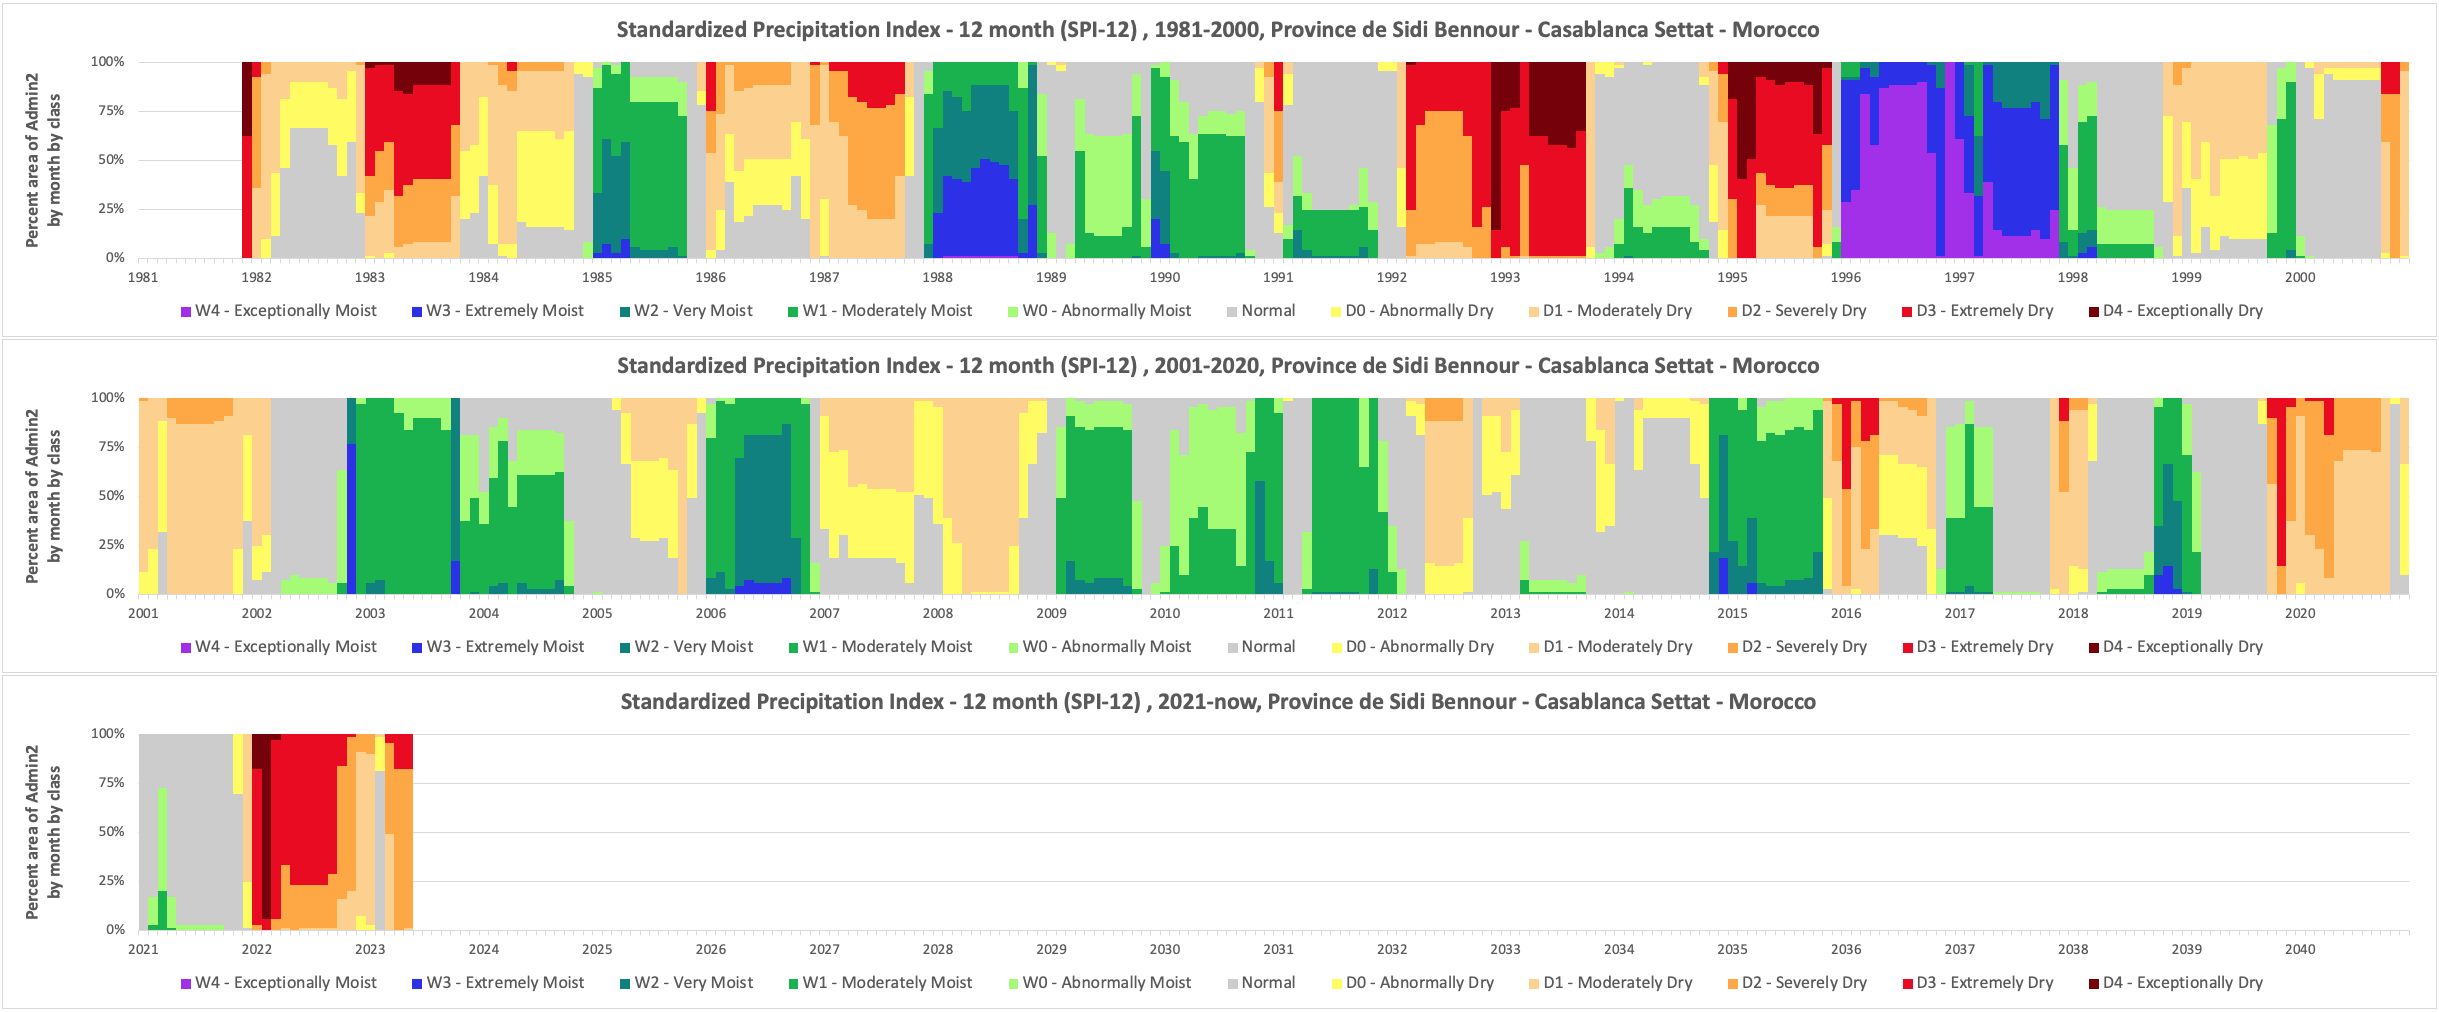 Standardized Precipitation Index - 12 month (SPI-12) , 1981-2000, Province de Sidi Bennour - Casablanca Settat - Morocco
Percent area of Admin2
by month by class
100%
75%
50%
25%
0%
1981 1982 1983 1984 1985 1986 1987 1988 1989 1990 1991 1992 1993 1994 1995 1996 1997 1998 1999 2000
W4 - Exceptionally Moist W3 - Extremely Moist W2 - Very Moist W1 - Moderately Moist W0 - Abnormally Moist Normal D0 - Abnormally Dry D1 - Moderately Dry D2 - Severely Dry D3 - Extremely Dry D4 - Exceptionally Dry
Standardized Precipitation Index - 12 month (SPI-12) , 2001-2020, Province de Sidi Bennour - Casablanca Settat - Morocco
Percent area of Admin2
by month by class
100%
75%
50%
25%
0%
2001 2002 2003 2004 2005 2006 2007 2008 2009 2010 2011 2012 2013 2014 2015 2016 2017 2018 2019 2020
W4 - Exceptionally Moist W3 - Extremely Moist W2 - Very Moist W1 - Moderately Moist W0 - Abnormally Moist Normal D0 - Abnormally Dry D1 - Moderately Dry D2 - Severely Dry D3 - Extremely Dry D4 - Exceptionally Dry
Standardized Precipitation Index - 12 month (SPI-12) , 2021-now, Province de Sidi Bennour - Casablanca Settat - Morocco
Percent area of Admin2
by month by class
100%
75%
50%
25%
0%
2021 2022 2023 2024 2025 2026 2027 2028 2029 2030 2031 2032 2033 2034 2035 2036 2037 2038 2039 2040
W4 - Exceptionally Moist W3 - Extremely Moist W2 - Very Moist W1 - Moderately Moist W0 - Abnormally Moist Normal D0 - Abnormally Dry D1 - Moderately Dry D2 - Severely Dry D3 - Extremely Dry D4 - Exceptionally Dry